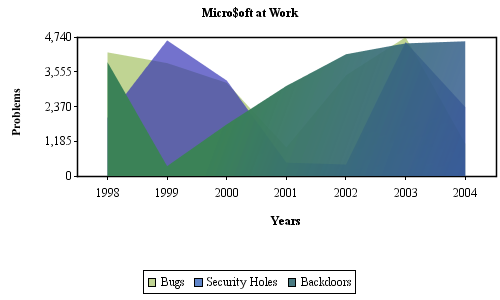 Micro$oft at Work
Problems
4,740
3,555
2,370
1,185
0
1998 1999 2000 2001 2002 2003 2004
Years
Bugs Security Holes Backdoors